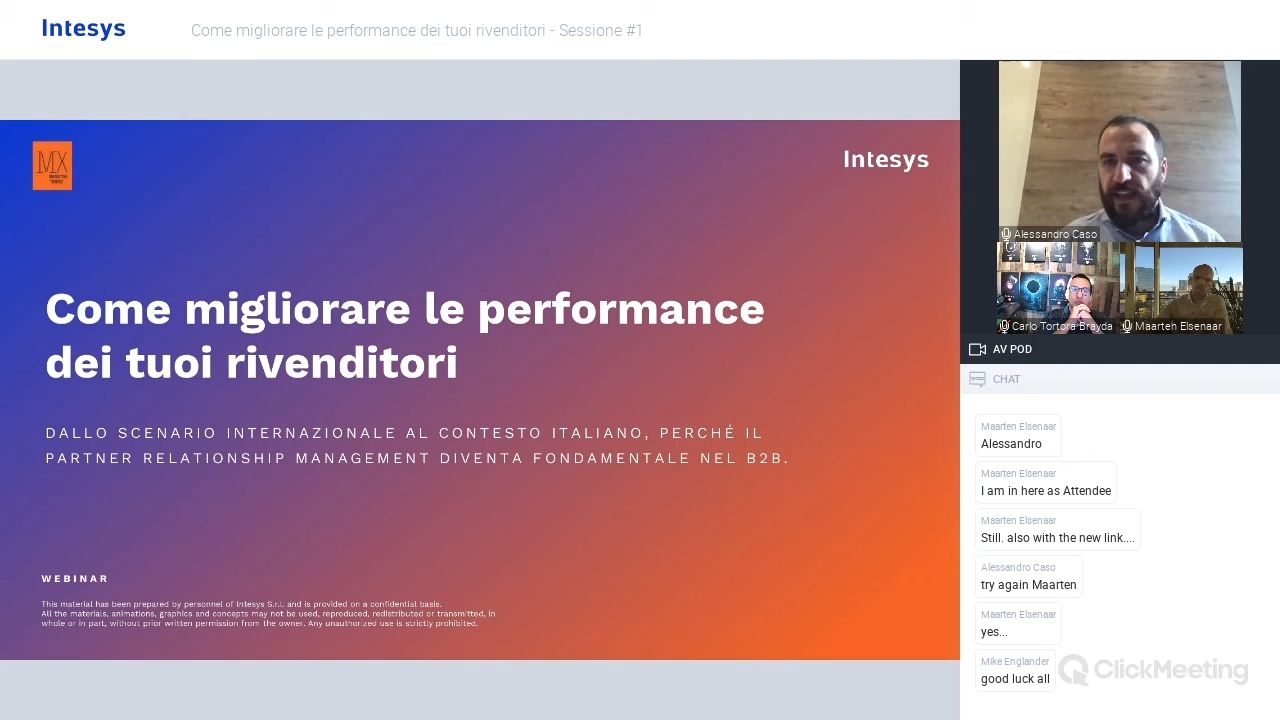 Intesys
Come migliorare le performance dei tuoi rivenditori - Sessione #1
MX
Intesys
Come migliorare le performance
dei tuoi rivenditori
DALLO SCENARIO INTERNAZIONALE AL CONTESTO ITALIANO, PERCHÉ IL
PARTNER RELATIONSHIP MANAGEMENT DIVENTA FONDAMENTALE NEL B2B.
WEBINAR
This material has been prepared by personnel of Intesys S.r.l. and is provided on a confidential basis.
All the materials, animations, graphics and concepts may not be used, reproduced, redistributed or transmitted, in
whole or in part, without prior written permission from the owner. Any unauthorized use is strictly prohibited.
Alessandro Caso
Carlo Tortora Brayda
Maarten Elsenaar
AV POD
CHAT
Maarten Elsenaar
Alessandro
Maarten Elsenaar
I am in here as Attendee
Maarten Elsenaar
Still. also with the new link....
Alessandro Caso
try again Maarten
Maarten Elsenaar
yes...
Mike Englander
good luck all
ClickMeeting